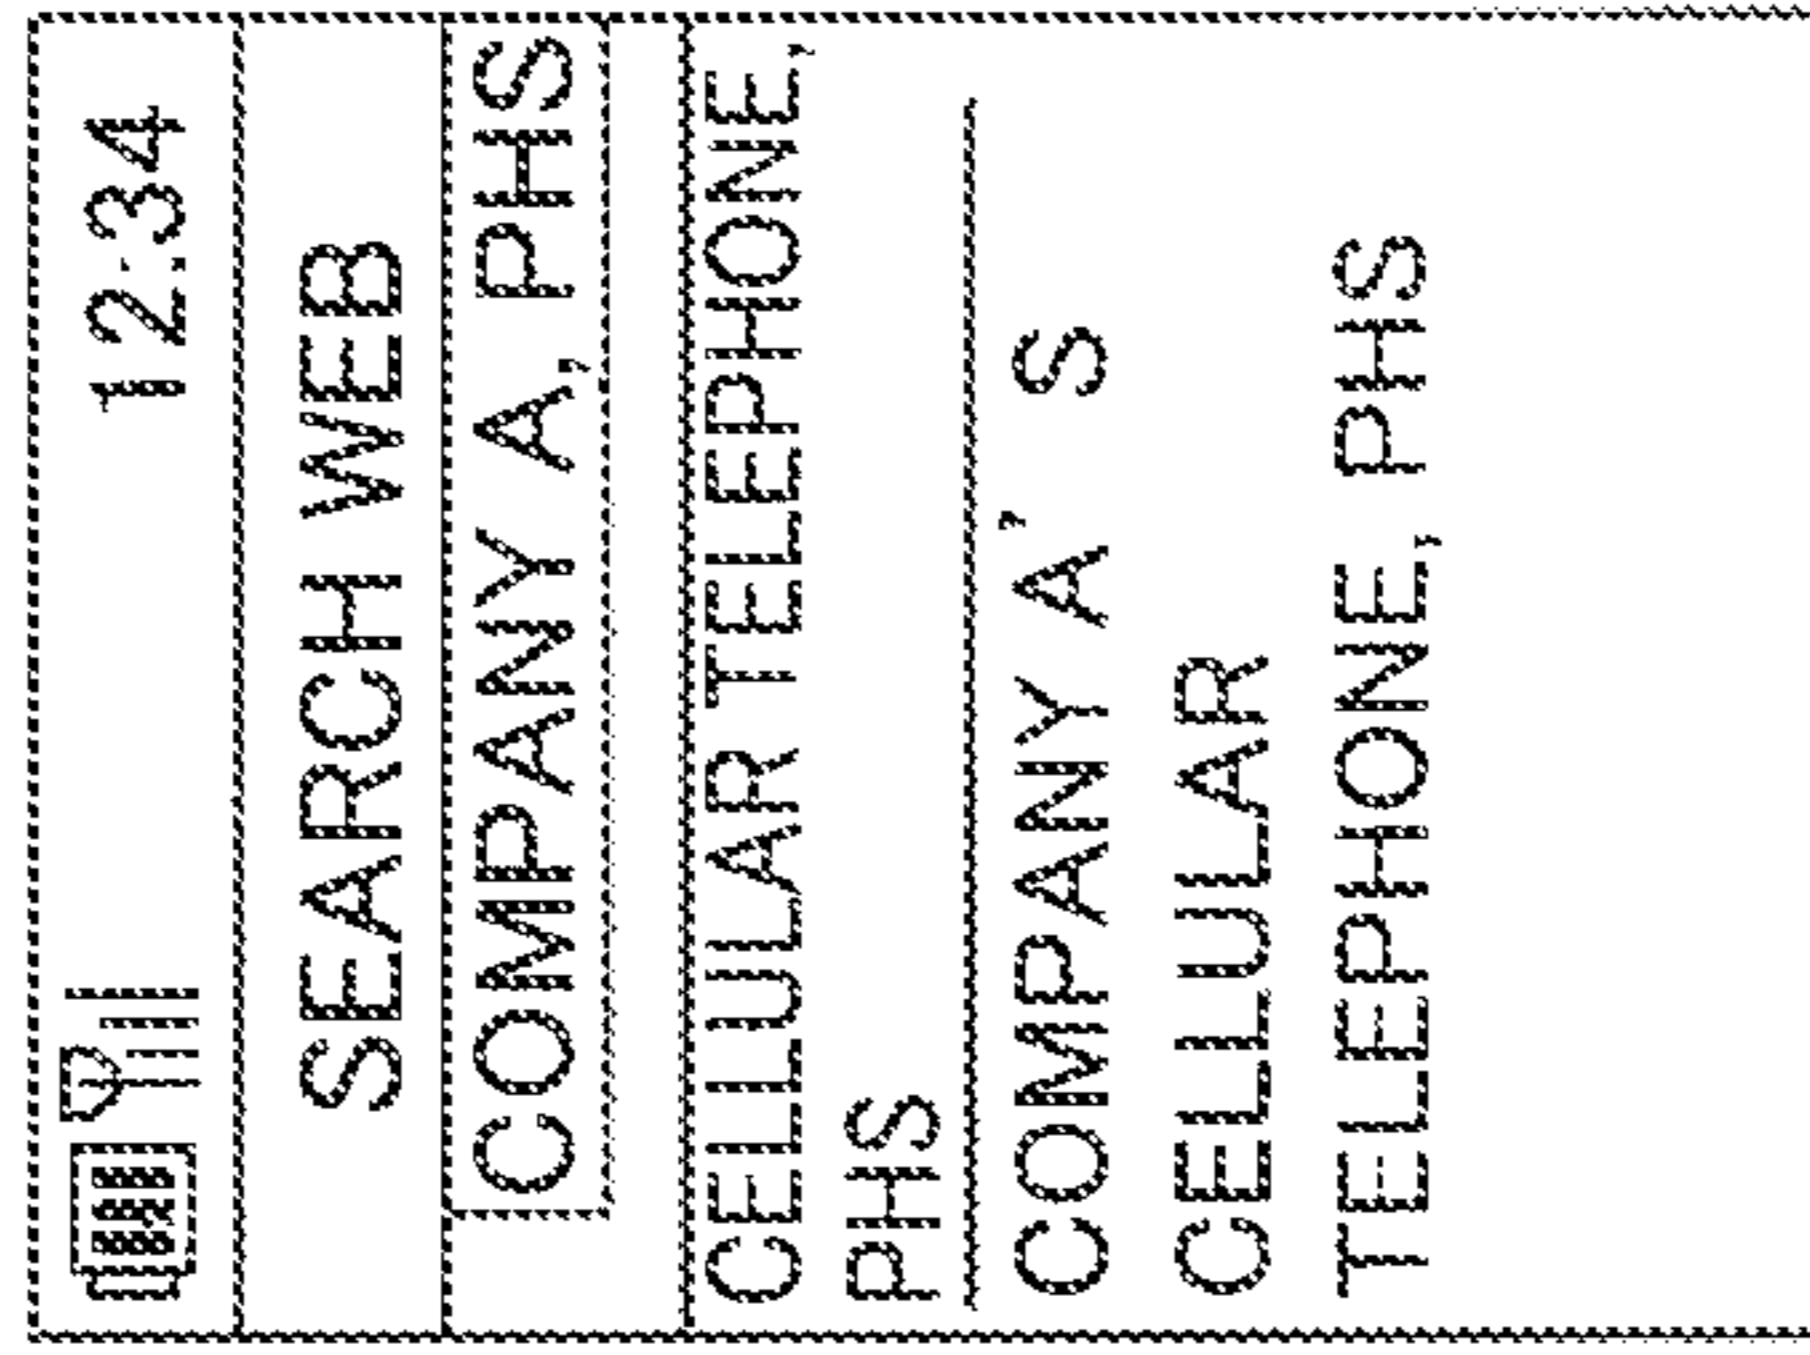 12:34
SEARCH WEB
COMPANY A, PHS
CELLULAR TELEPHONE,
PHS
COMPANY A' S
CELLULAR
TELEPHONE, PHS